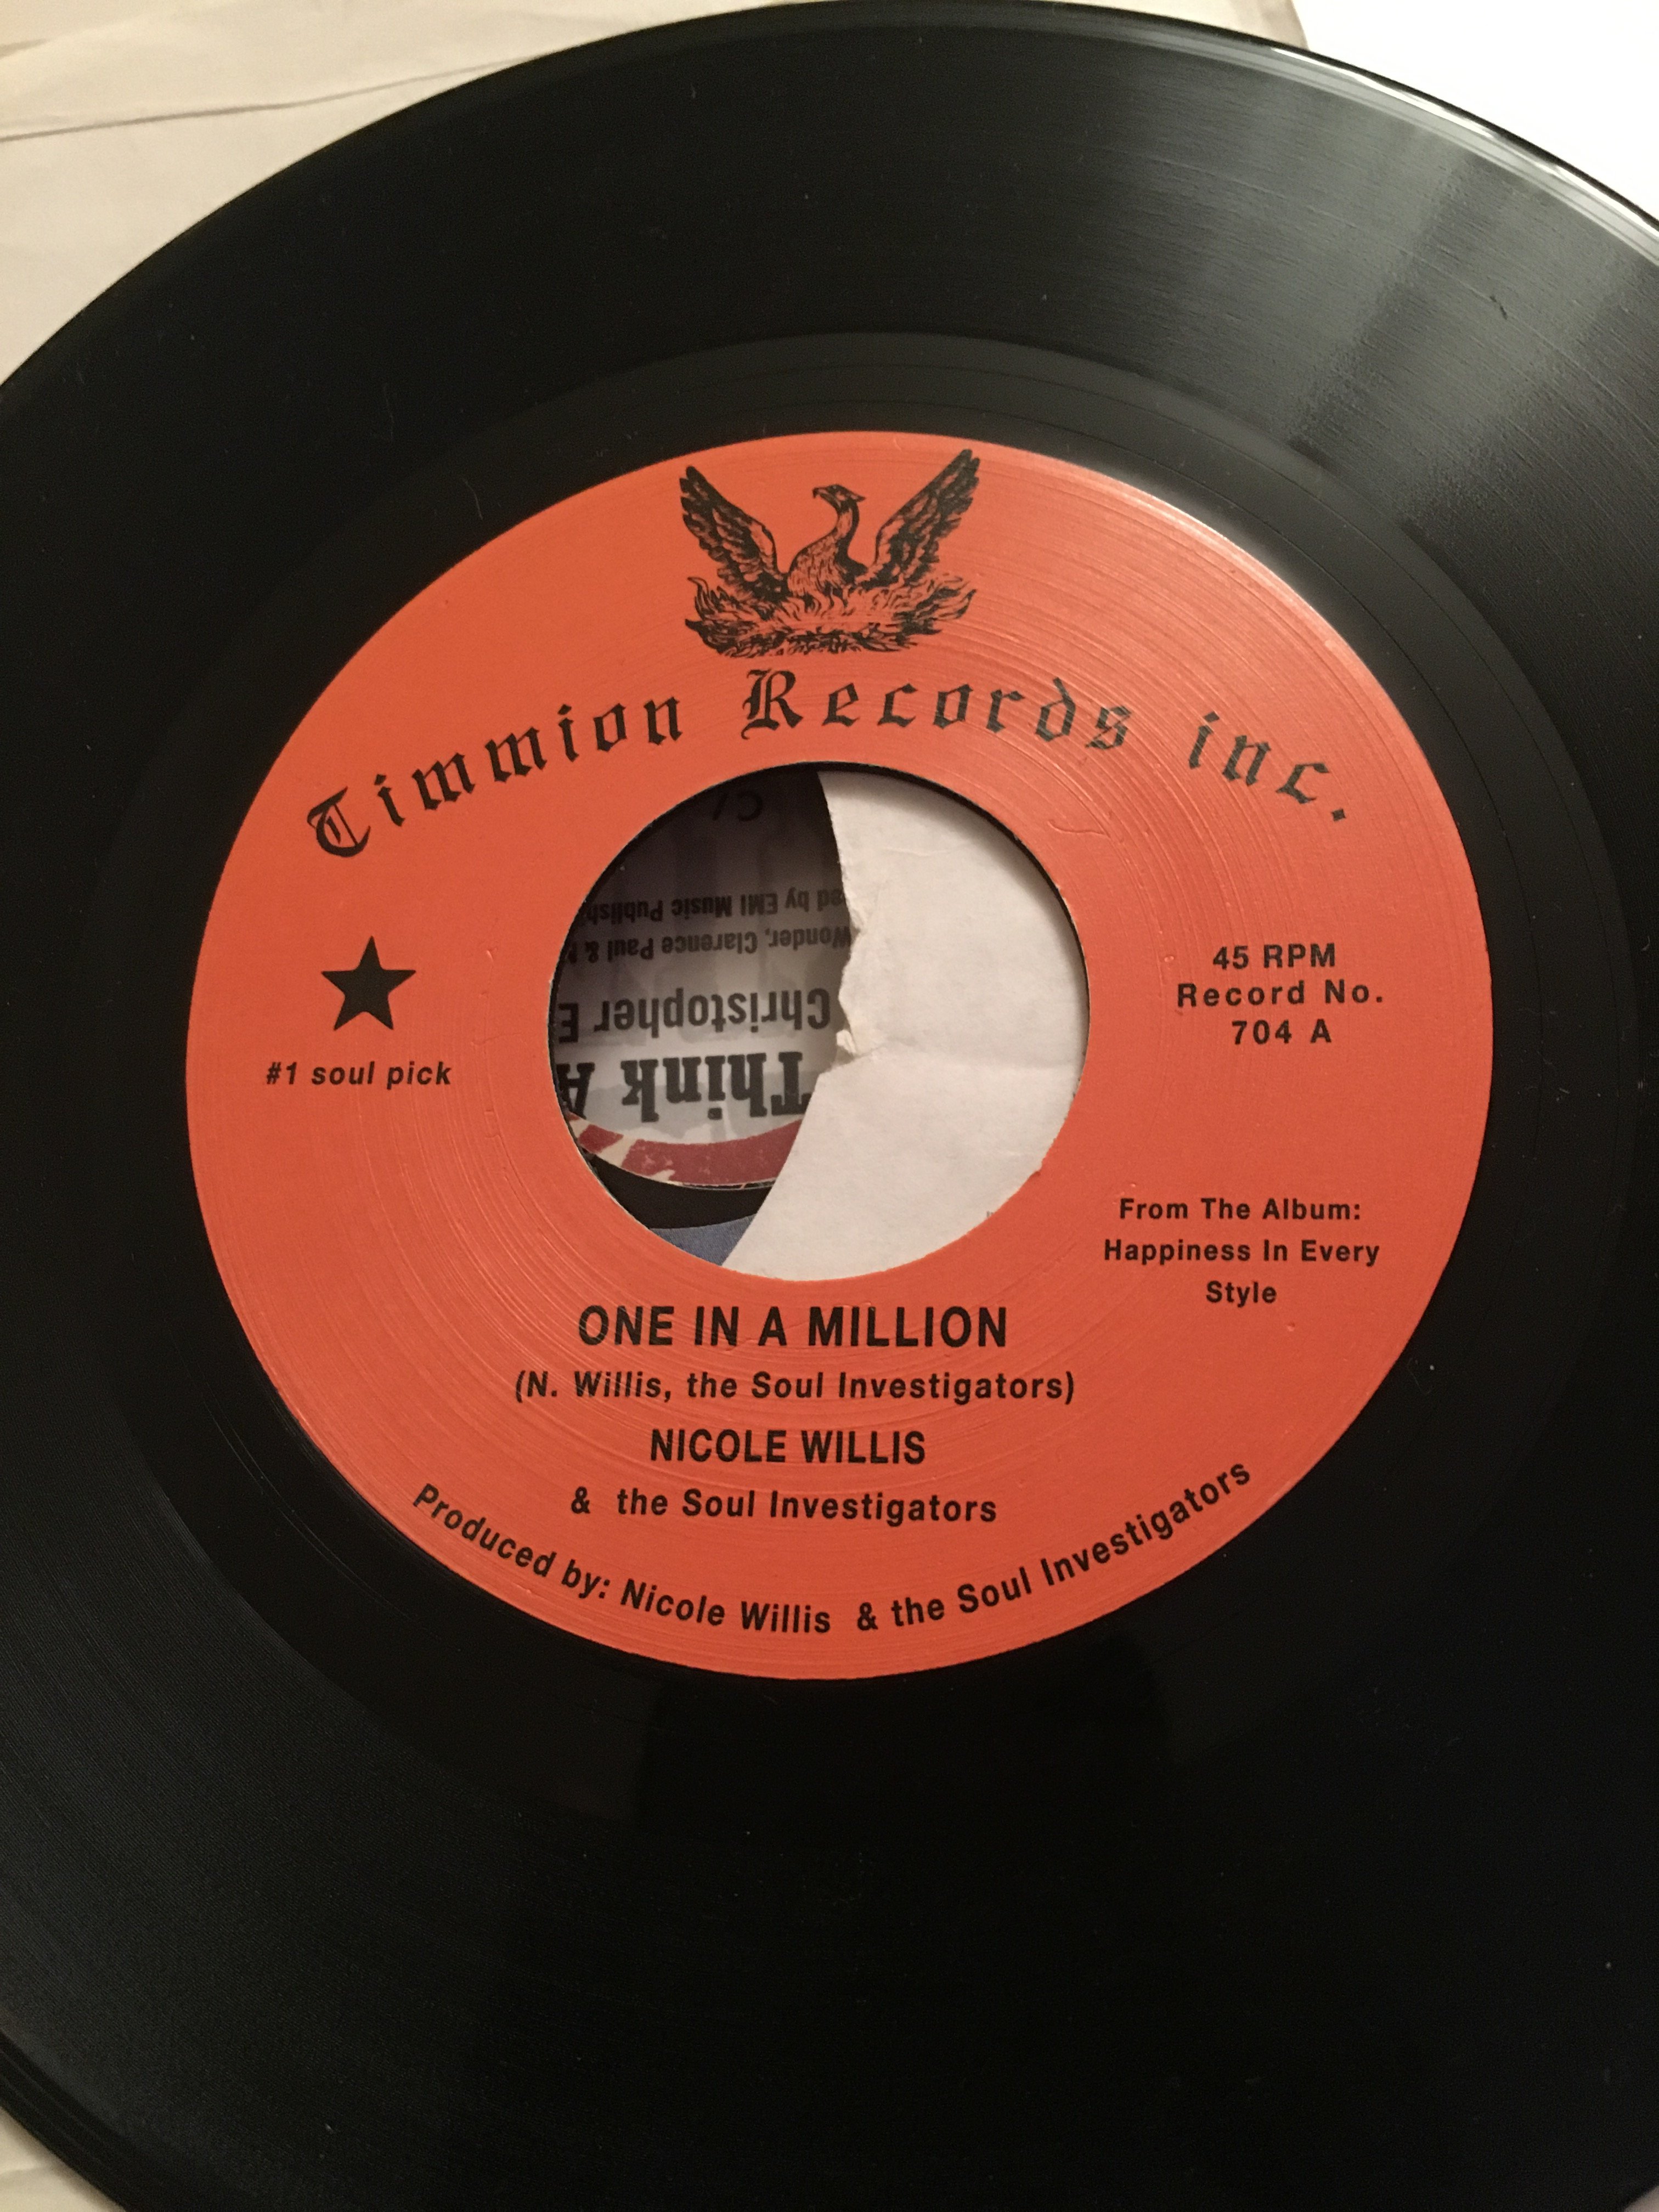 Timmion Records inc.
#1 soul pick
45 RPM
Record No.
704 A
From The Album:
Happiness In Every
Style
ONE IN A MILLION
(N. Willis, the Soul Investigators)
NICOLE WILLIS
& the Soul Investigators
Produced by: Nicole Willis & the Soul Investigators
Think A
Christopher E
Wonder, Clarence Paul &
by EMI Music